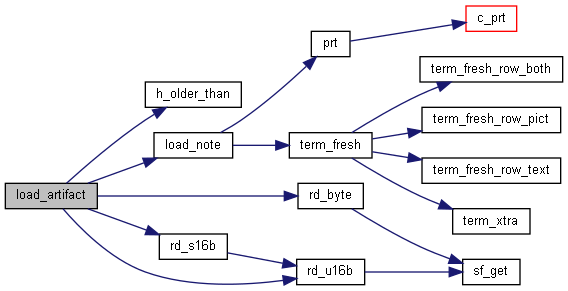 c_prt
prt
term_fresh_row_both
h_older_than
term_fresh_row_pict
load_note
term_fresh
term_fresh_row_text
load_artifact
rd_byte
term_xtra
rd_s16b
rd_u16b
sf_get